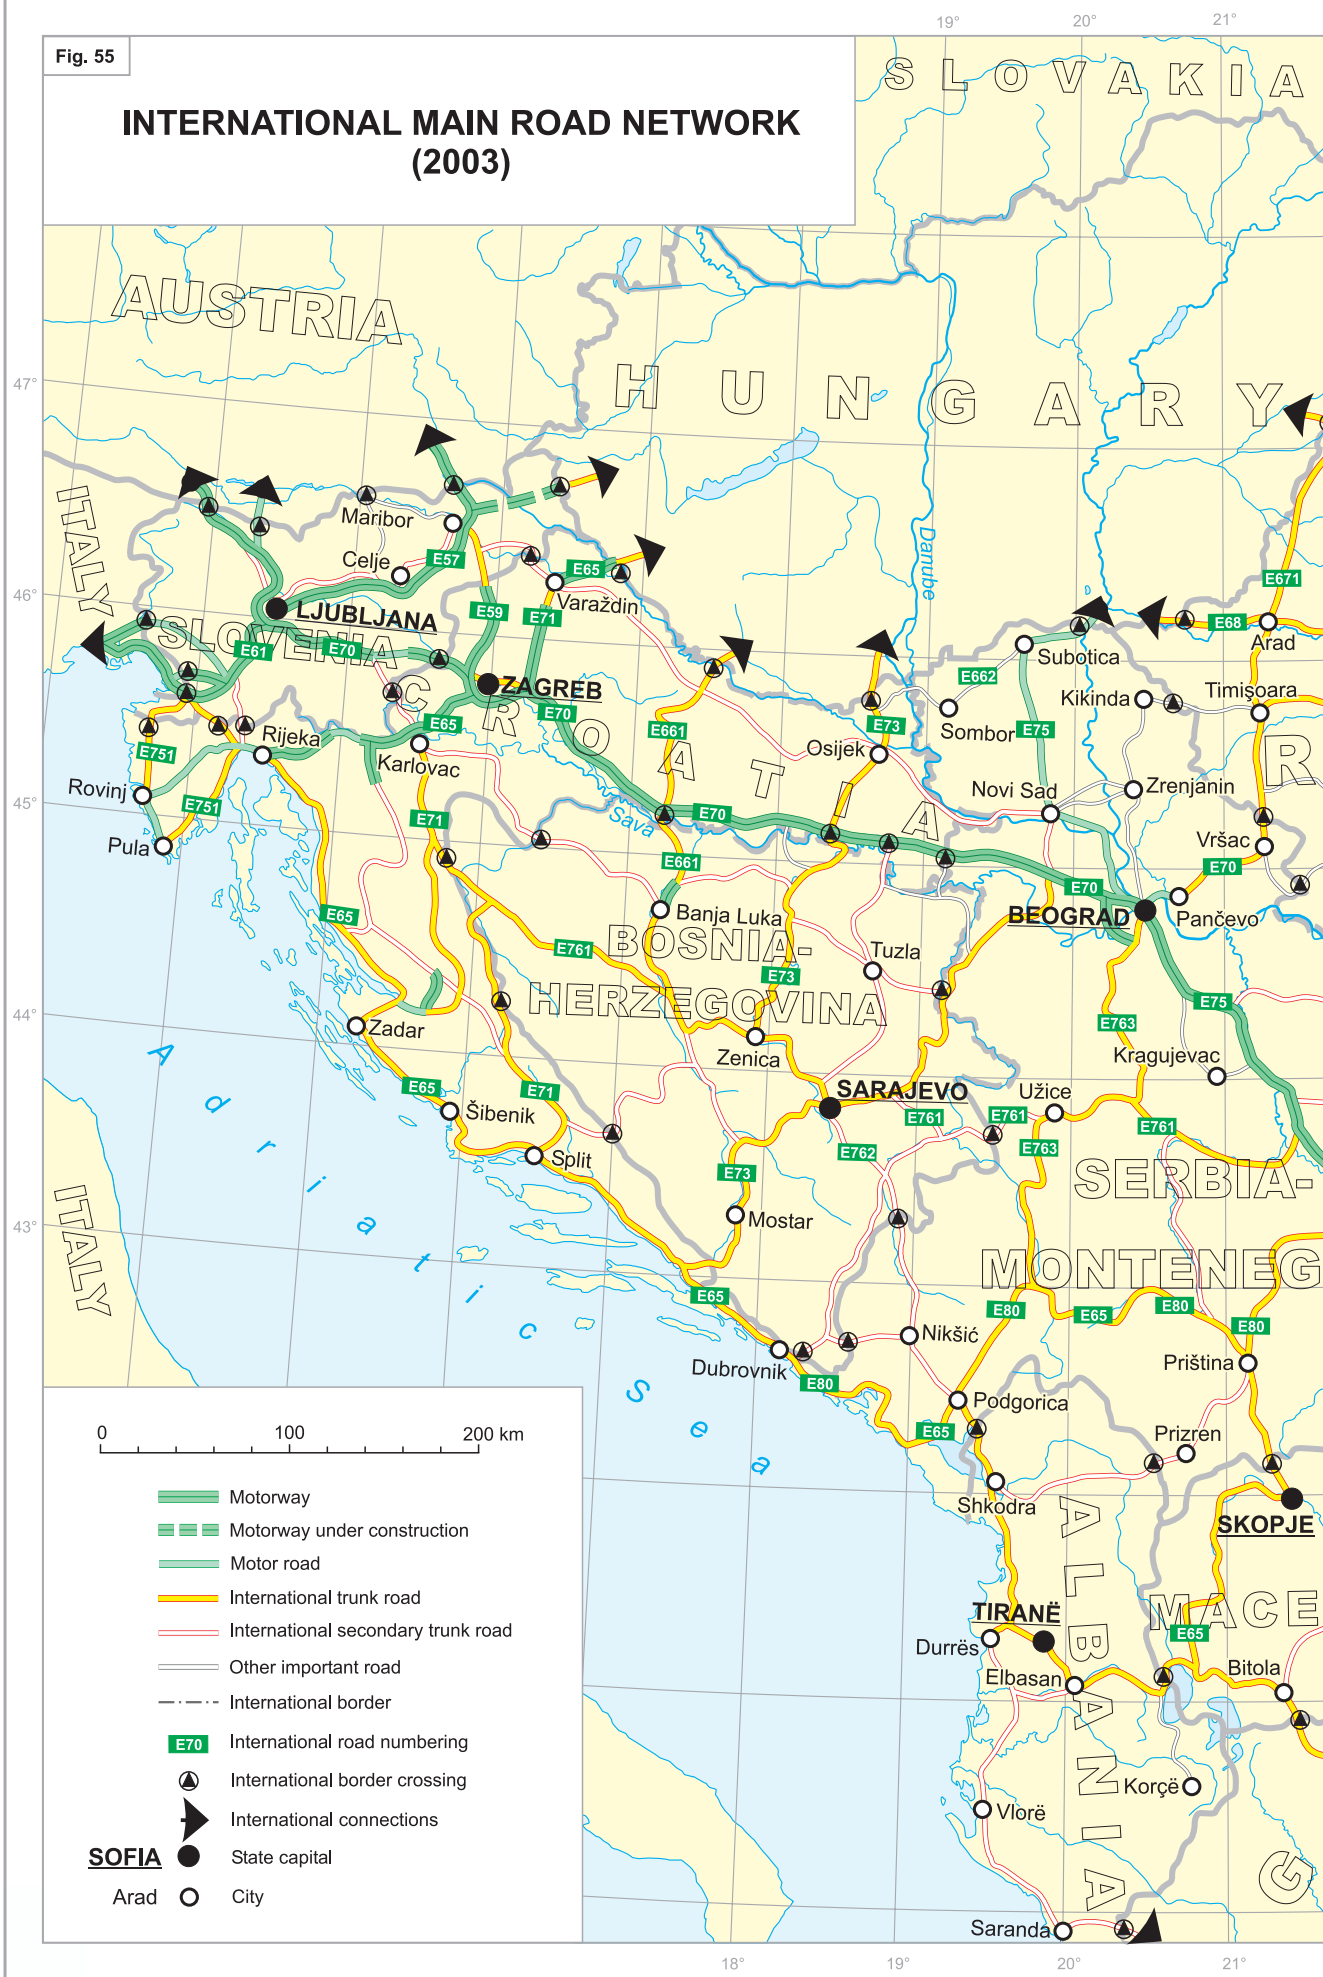 19°
20°
21°
Fig. 55
INTERNATIONAL MAIN ROAD NETWORK
(2003)
SLOVAKIA
AUSTRIA
HUNGARY
47°
ITALY
Maribor
Celje
E57
E65
Varaždin
Danube
E671
46°
LJUBLJANA
E59
E71
E68
Arad
SLOVENIA
E61
E70
Subotica
E662
Kikinda
Timişoara
ZAGREB
CROATIA
E70
E661
E73
Sombor
E75
R
E751
Rijeka
E65
Karlovac
Osijek
Novi Sad
Zrenjanin
45°
Rovinj
E751
Pula
E71
Sava
E70
E661
Vršac
E70
E70
E65
Banja Luka
BEOGRAD
Pančevo
BOSNIA-
HERZEGOVINA
E761
E73
Tuzla
E75
44°
Zadar
Zenica
E763
Kragujevac
Adriatic Sea
E65
E71
SARAJEVO
Užice
Šibenik
E761
E761
E761
E762
E763
Split
E73
SERBIA-
ITALY
43°
Mostar
MONTENEG
E65
E80
E65
E80
E80
Nikšić
Dubrovnik
E80
Priština
Podgorica
E65
Prizren
Shkodra
SKOPJE
ALBANIA
TIRANË
MACE
Durrës
E65
Elbasan
Bitola
Korçë
Vlorë
G
Saranda
0 100 200 km
Motorway
Motorway under construction
Motor road
International trunk road
International secondary trunk road
Other important road
International border
E70 International road numbering
International border crossing
International connections
SOFIA State capital
Arad City
18°
19°
20°
21°